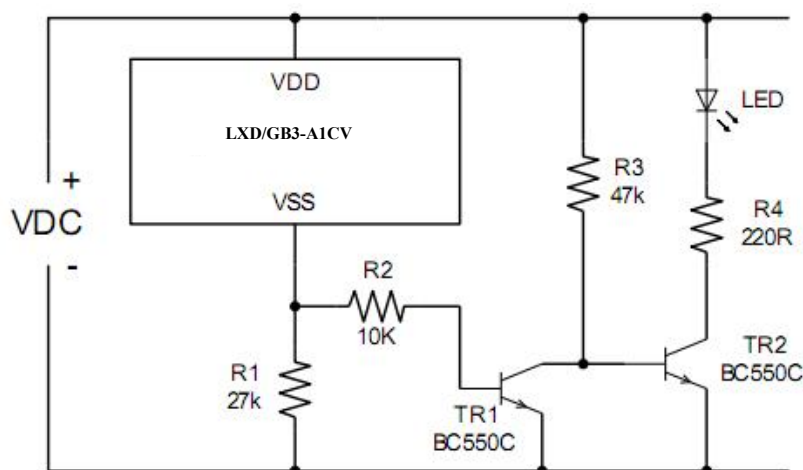 VDD
LXD/GB3-A1CV
VSS
+
VDC
-
R1
27k
R2
10K
R3
47k
LED
R4
220R
TR1
BC550C
TR2
BC550C